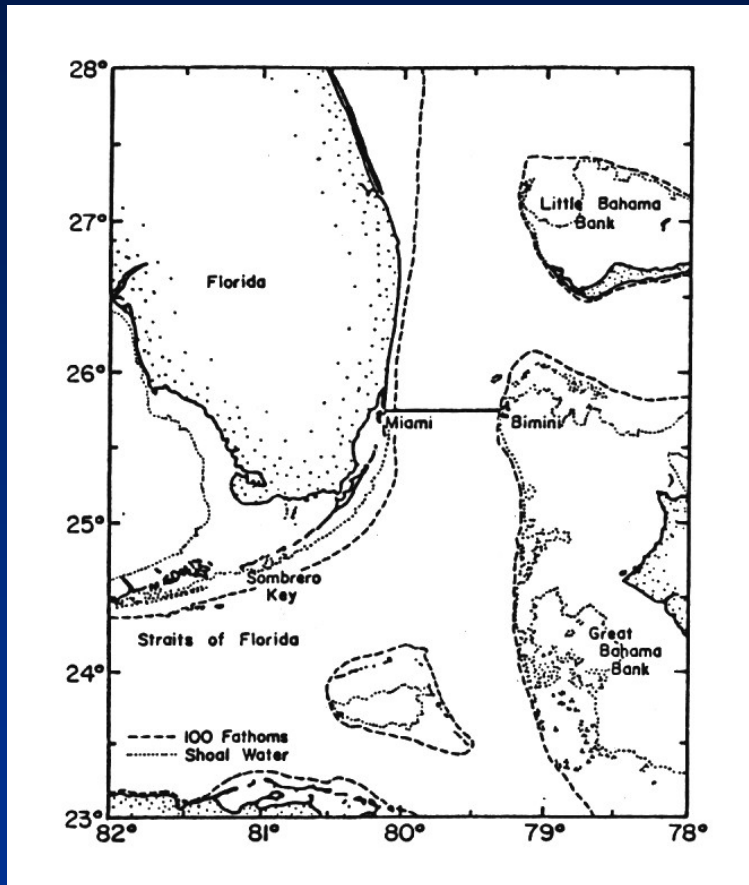 28°
27°
Little Bahama
Bank
Florida
26°
Miami
Bimini
25°
Sombrero
Key
Straits of Florida
24°
Great
Bahama
Bank
100 Fathoms
Shoal Water
23°
82°
81°
80°
79°
78°